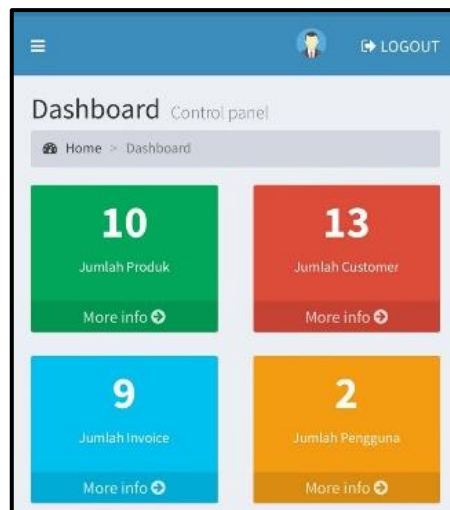 LOGOUT
Dashboard Control panel
Home > Dashboard
10
Jumlah Produk
More info
13
Jumlah Customer
More info
9
Jumlah Invoice
More info
2
Jumlah Pengguna
More info